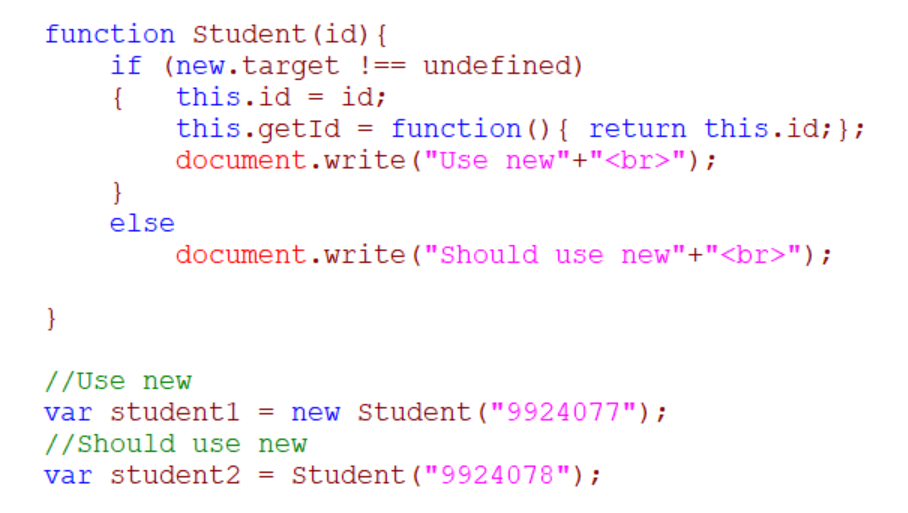 function Student(id){
if (new.target !== undefined)
{ this.id = id;
this.getId = function(){ return this.id;};
document.write("Use new"+"<br>");
}
else
document.write("Should use new"+"<br>");
}
//Use new
var student1 = new Student("9924077");
//Should use new
var student2 = Student("9924078");